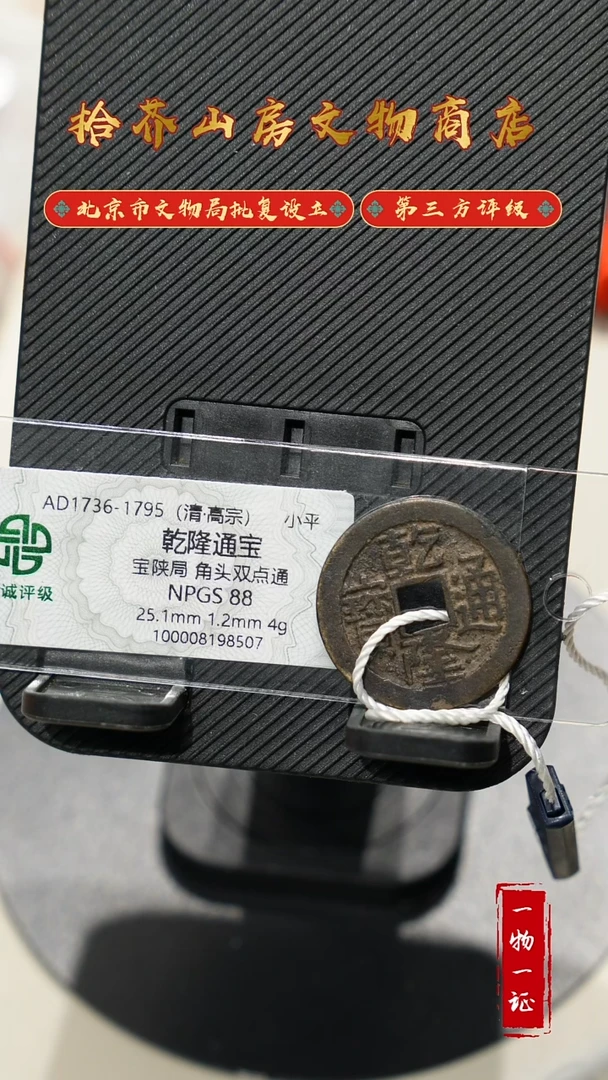 拾芥山房文物商店
北京市文物局批复设立
第三方评级
AD1736-1795（清·高宗） 小平
乾隆通宝
宝陕局 角头双点通
NPGS 88
25.1mm 1.2mm 4g
100008198507
诚评级
乾隆通寳
一物一证